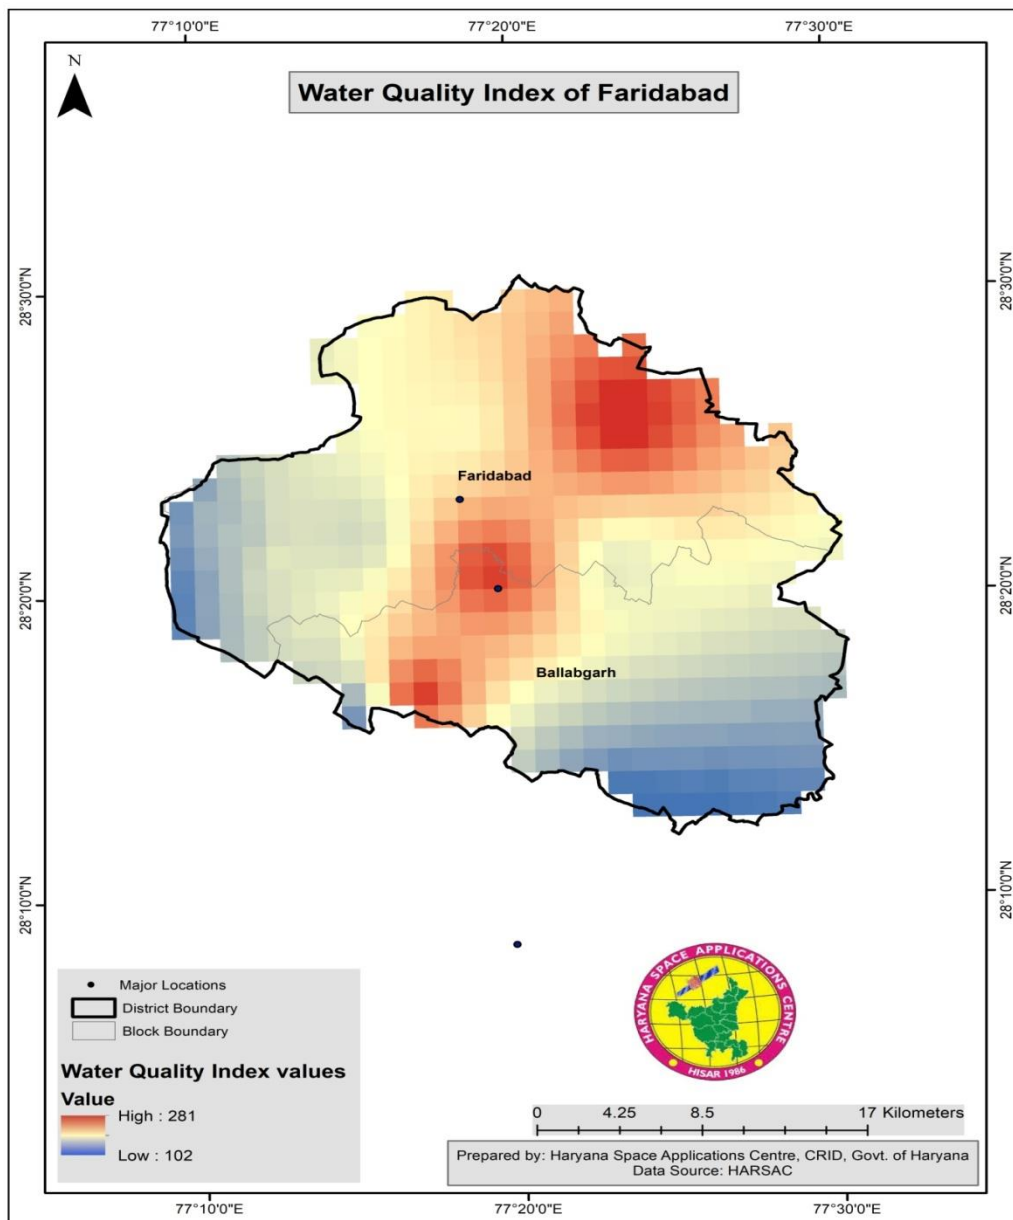 77°10'0"E
77°20'0"E
77°30'0"E
N
Water Quality Index of Faridabad
28°30'0"N
28°30'0"N
Faridabad
28°20'0"N
28°20'0"N
Ballabgarh
28°10'0"N
28°10'0"N
Major Locations
District Boundary
Block Boundary
Water Quality Index values
Value
High : 281
Low : 102
HARYANA SPACE APPLICATIONS CENTRE
HISAR 1986
0 4.25 8.5 17 Kilometers
Prepared by: Haryana Space Applications Centre, CRID, Govt. of Haryana
Data Source: HARSAC
77°10'0"E
77°20'0"E
77°30'0"E